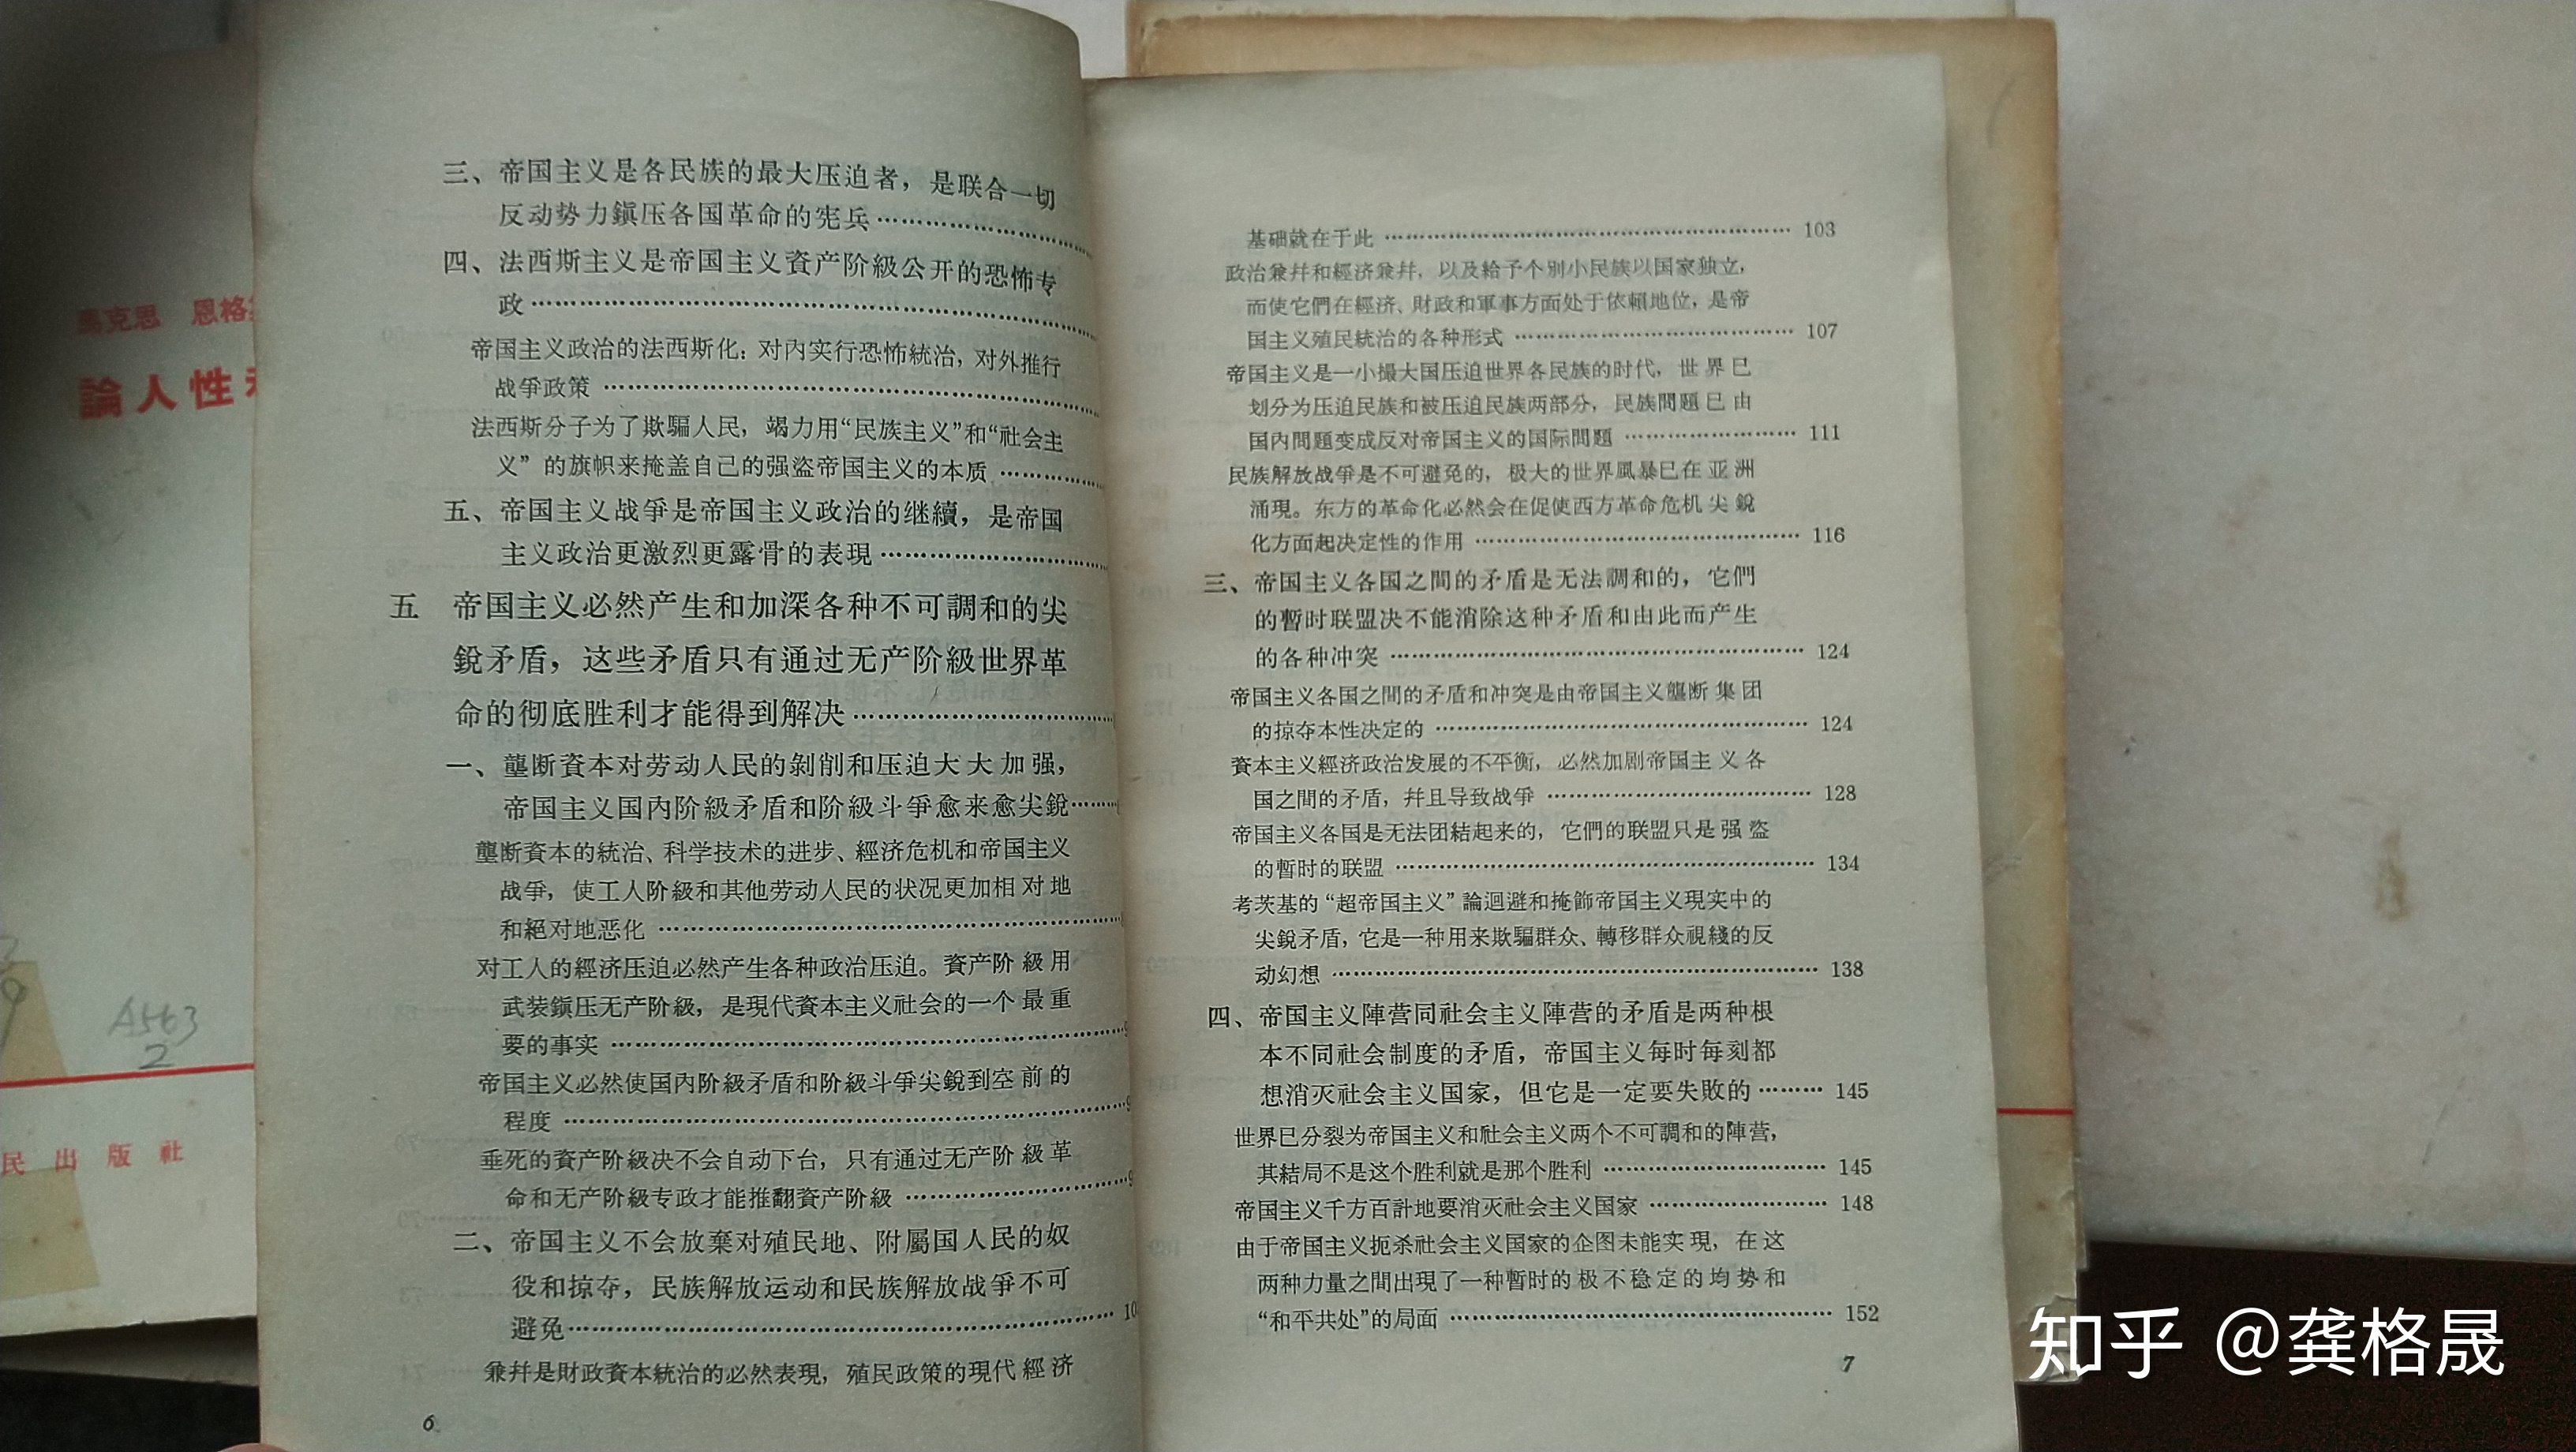 馬克思 恩格
論人性
A563
2
民出版社
三、帝国主义是各民族的最大压迫者，是联合一切
反动势力鎭压各国革命的宪兵
四、法西斯主义是帝国主义資产阶級公开的恐怖专
政
帝国主义政治的法西斯化：对內实行恐怖統治，对外推行
战爭政策
法西斯分子为了欺騙人民，竭力用“民族主义”和“社会主
义”的旗帜来掩盖自己的强盜帝国主义的本质
五、帝国主义战爭是帝国主义政治的继續，是帝国
主义政治更激烈更露骨的表現
五 帝国主义必然产生和加深各种不可調和的尖
銳矛盾，这些矛盾只有通过无产阶級世界革
命的彻底胜利才能得到解决
一、壟断資本对劳动人民的剝削和压迫大大加强，
帝国主义国內阶級矛盾和阶級斗爭愈来愈尖銳
壟断資本的統治、科学技术的进步、經济危机和帝国主义
战爭，使工人阶級和其他劳动人民的状况更加相对地
和絕对地恶化
对工人的經济压迫必然产生各种政治压迫。資产阶級用
武装鎭压无产阶級，是現代資本主义社会的一个最重
要的事实
帝国主义必然使国內阶級矛盾和阶級斗爭尖銳到空前的
程度
垂死的資产阶級决不会自动下台，只有通过无产阶級革
命和无产阶級专政才能推翻資产阶級
二、帝国主义不会放棄对殖民地、附屬国人民的奴
役和掠夺，民族解放运动和民族解放战爭不可
避免
兼幷是財政資本統治的必然表現，殖民政策的現代經济
6
基础就在于此 103
政治兼幷和經济兼幷，以及給予个別小民族以国家独立，
而使它們在經济、財政和軍事方面处于依賴地位，是帝
国主义殖民統治的各种形式 107
帝国主义是一小撮大国压迫世界各民族的时代，世界已
划分为压迫民族和被压迫民族两部分，民族問題已由
国內問題变成反对帝国主义的国际問題 111
民族解放战爭是不可避免的，极大的世界風暴已在亚洲
涌現。东方的革命化必然会在促使西方革命危机尖銳
化方面起决定性的作用 116
三、帝国主义各国之間的矛盾是无法調和的，它們
的暫时联盟决不能消除这种矛盾和由此而产生
的各种冲突 124
帝国主义各国之間的矛盾和冲突是由帝国主义壟断集团
的掠夺本性决定的 124
資本主义經济政治发展的不平衡，必然加剧帝国主义各
国之間的矛盾，幷且导致战爭 128
帝国主义各国是无法团結起来的，它們的联盟只是强盜
的暫时的联盟 134
考茨基的“超帝国主义”論迴避和掩飾帝国主义現实中的
尖銳矛盾，它是一种用来欺騙群众、轉移群众視綫的反
动幻想 138
四、帝国主义陣营同社会主义陣营的矛盾是两种根
本不同社会制度的矛盾，帝国主义每时每刻都
想消灭社会主义国家，但它是一定要失敗的 145
世界已分裂为帝国主义和社会主义两个不可調和的陣营，
其結局不是这个胜利就是那个胜利 145
帝国主义千方百計地要消灭社会主义国家 148
由于帝国主义扼杀社会主义国家的企图未能实現，在这
两种力量之間出現了一种暫时的极不稳定的均势和
“和平共处”的局面 152
7
知乎 @龚格晟